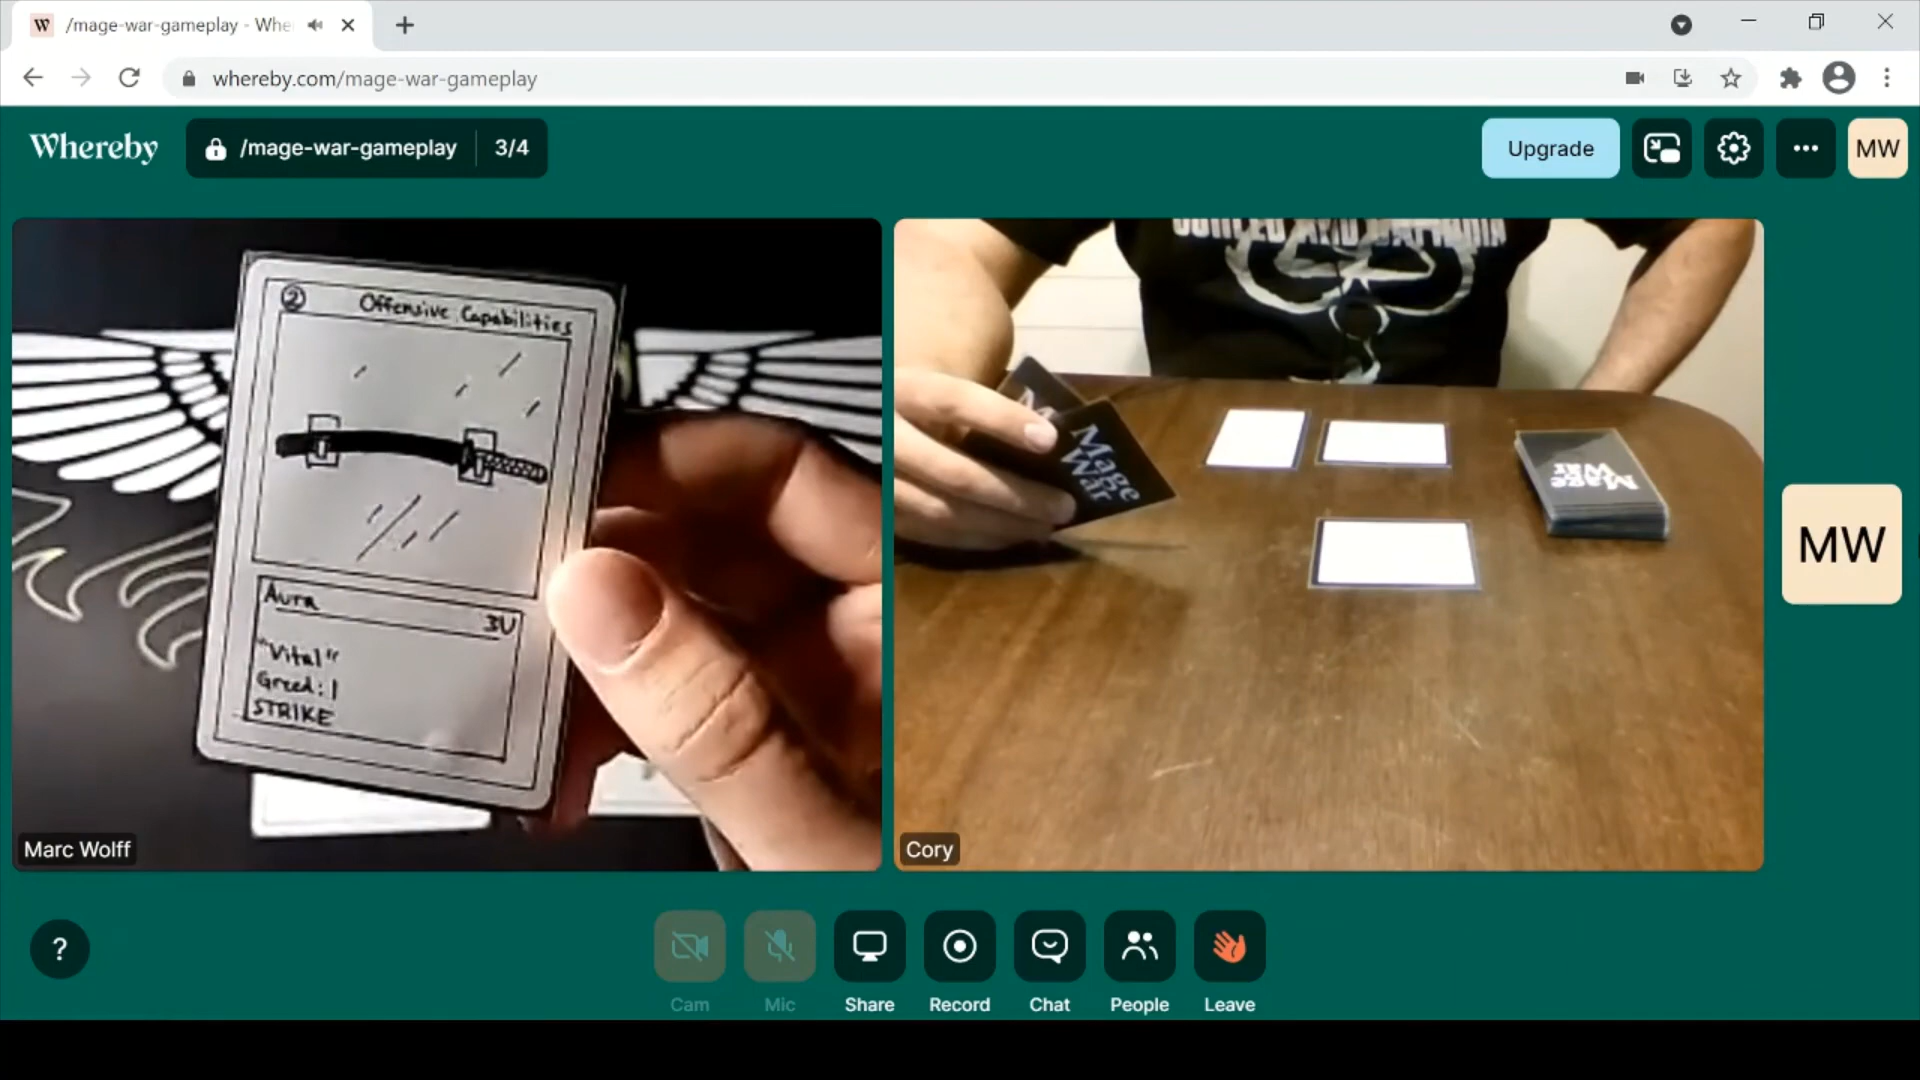 W /mage-war-gameplay - Whe
whereby.com/mage-war-gameplay
Whereby
/mage-war-gameplay 3/4
Upgrade
MW
② Offensive Capabilities
Aura
3U
"Vital"
Greed: 1
STRIKE
Marc Wolff
Mage
War
Mage
War
Cory
MW
?
Cam
Mic
Share
Record
Chat
People
Leave